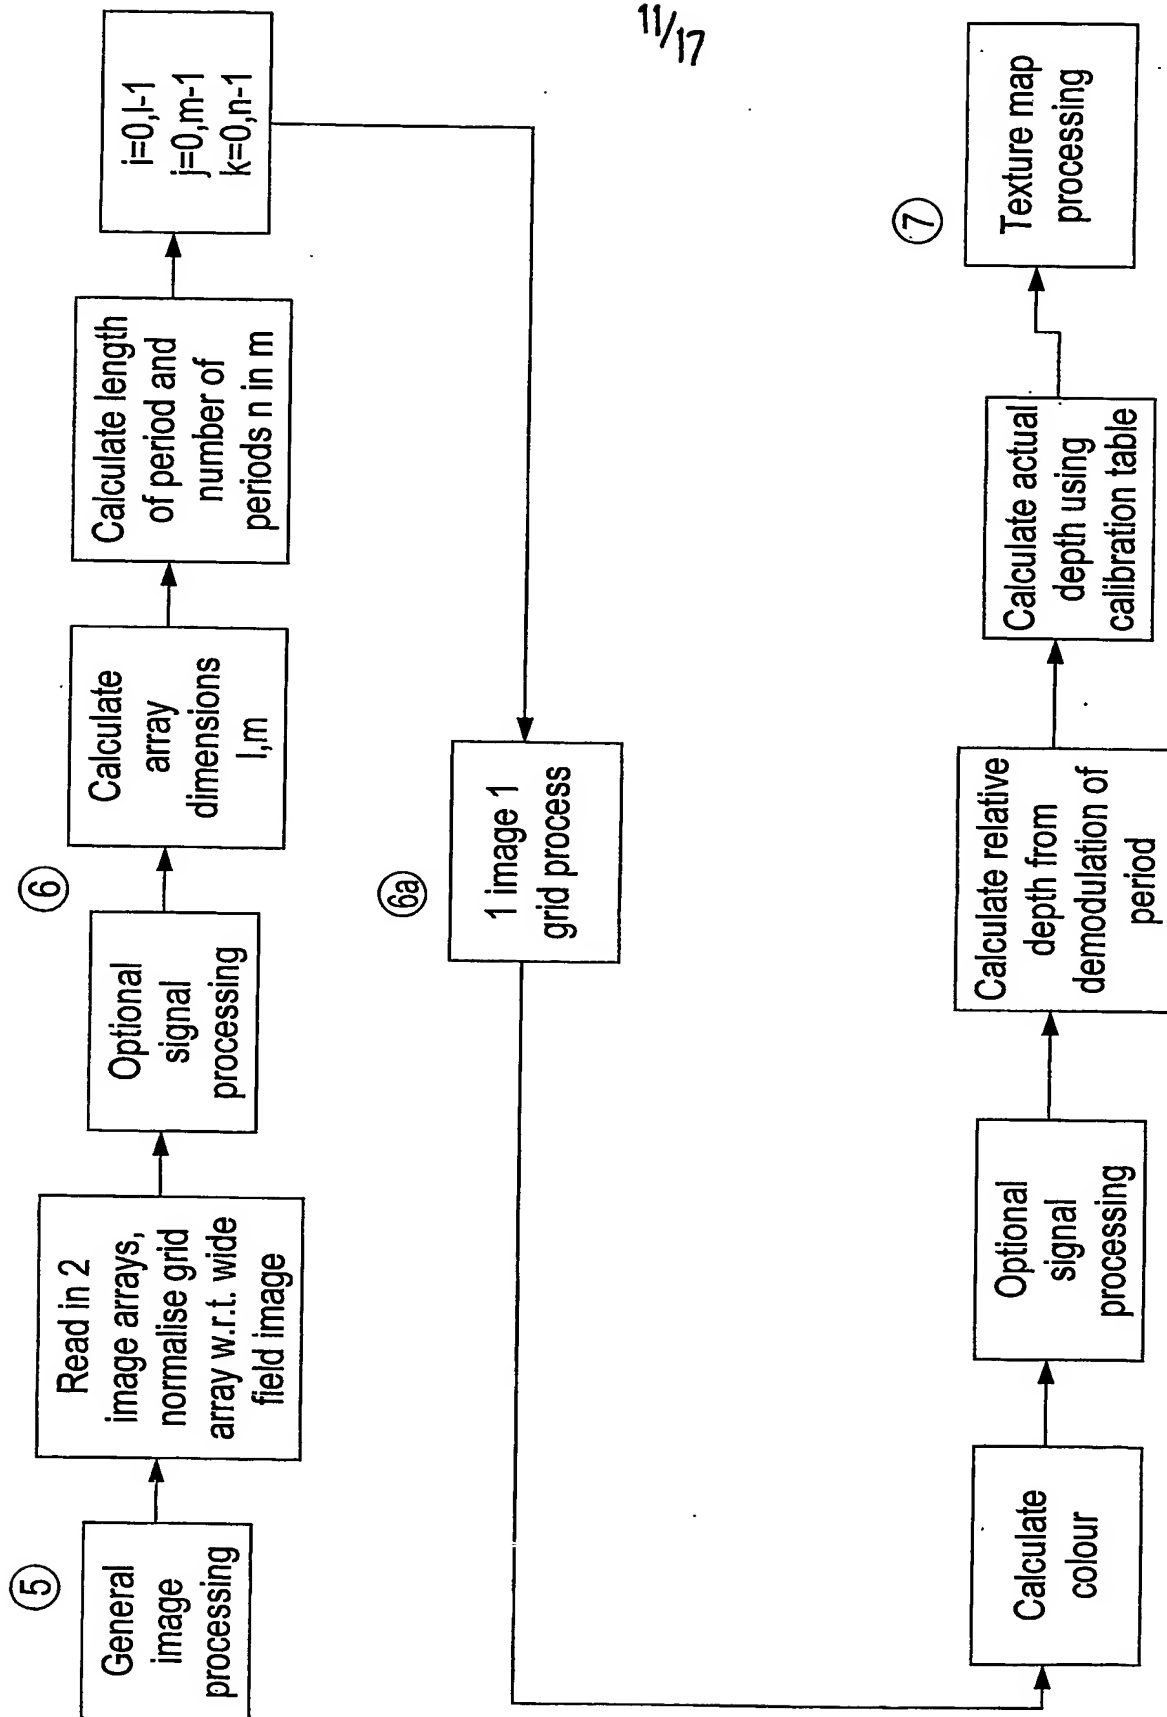 11/17
5
General
image
processing
Read in 2
image arrays,
normalise grid
array w.r.t. wide
field image
Optional
signal
processing
6
Calculate
array
dimensions
l,m
Calculate length
of period and
number of
periods n in m
i=0,l-1
j=0,m-1
k=0,n-1
6a
1 image 1
grid process
Calculate
colour
Optional
signal
processing
Calculate relative
depth from
demodulation of
period
Calculate actual
depth using
calibration table
7
Texture map
processing